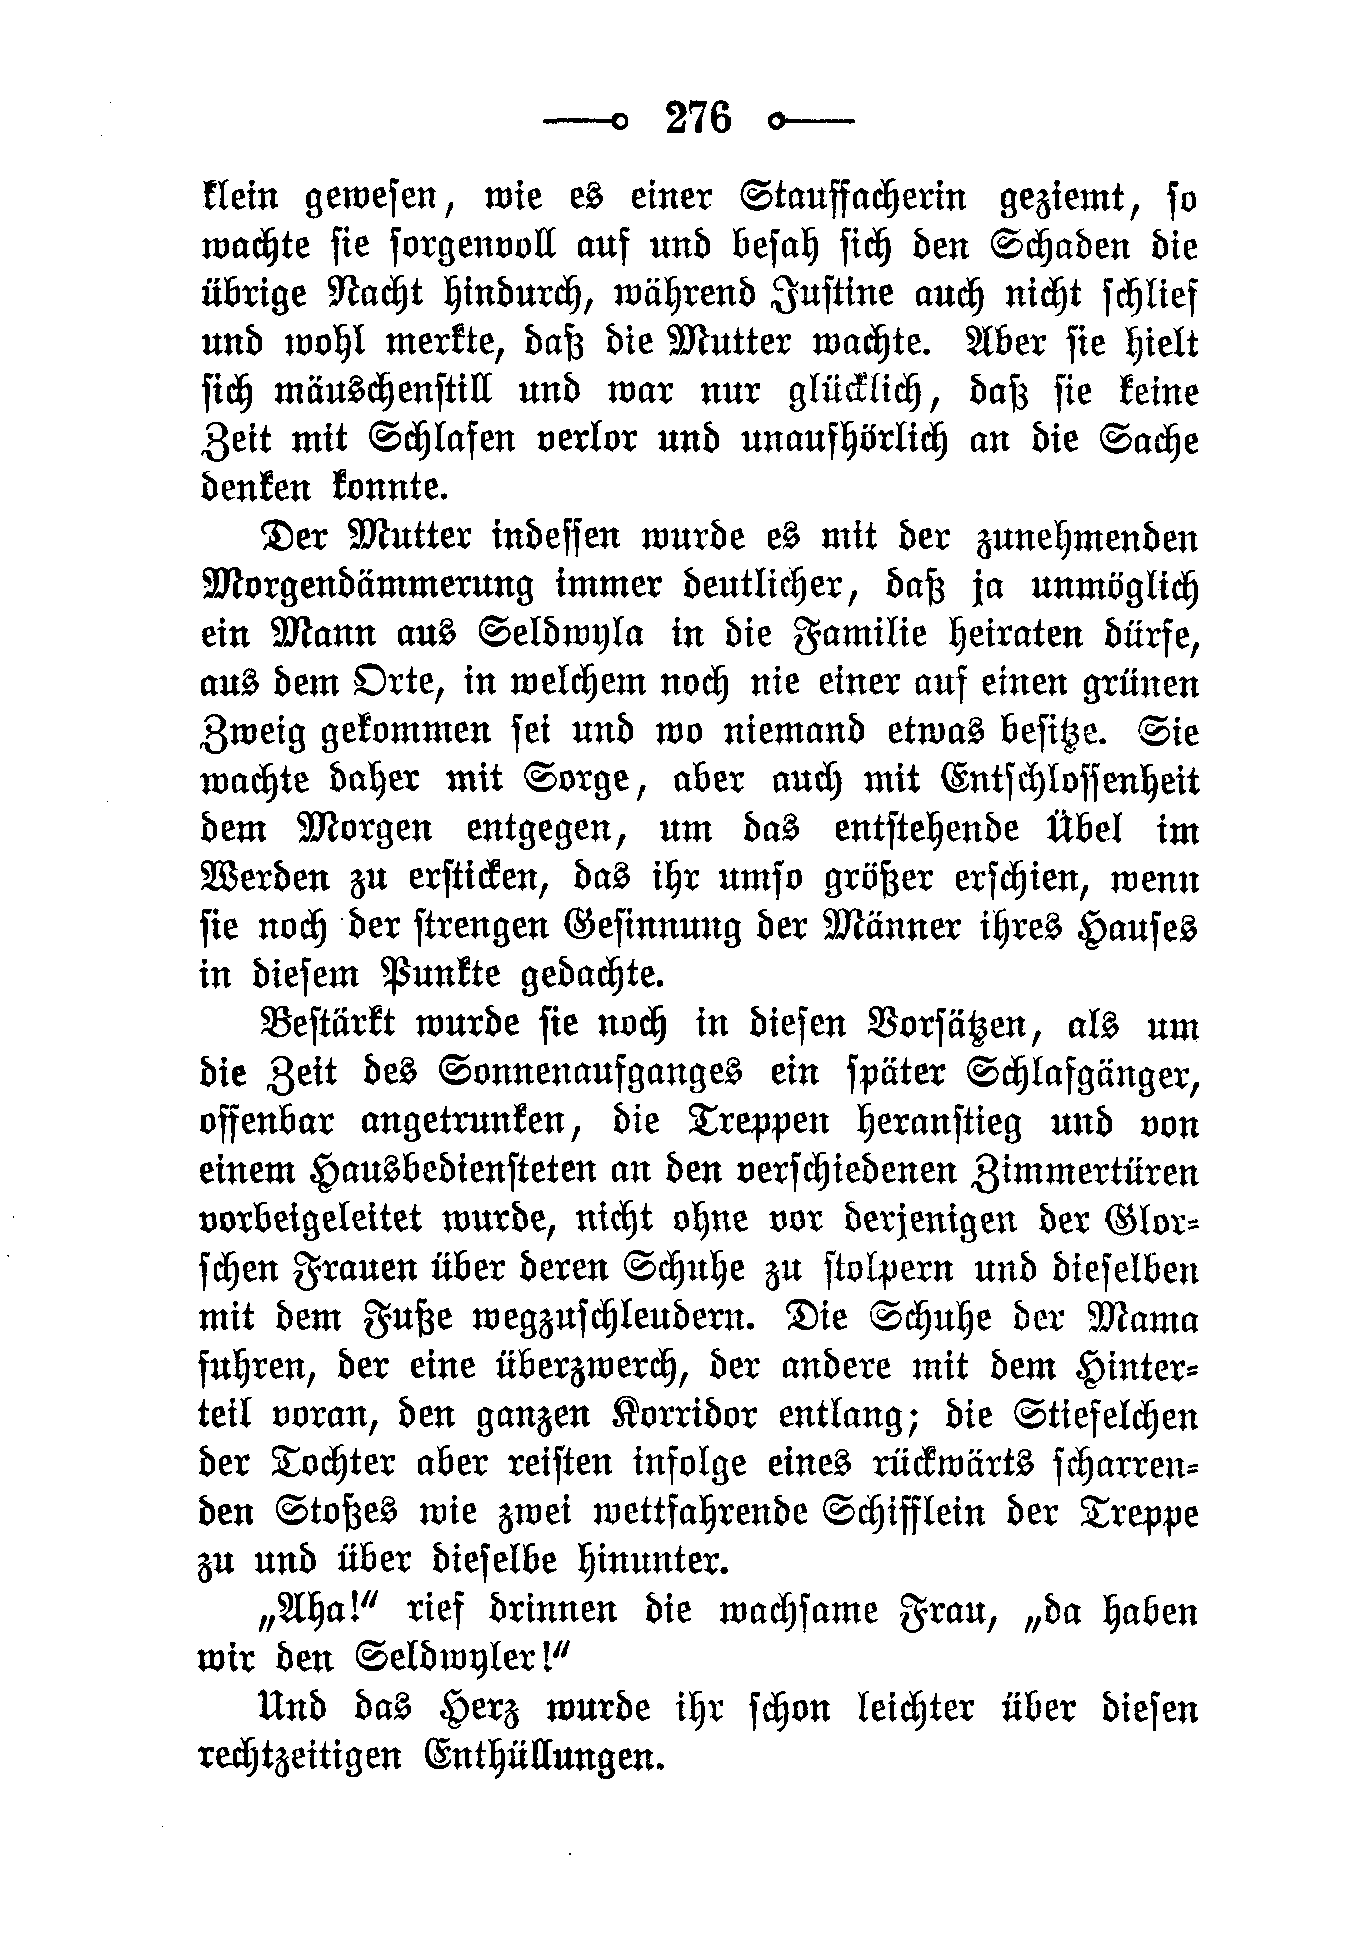 276
klein gewesen, wie es einer Stauffacherin geziemt, so
wachte sie sorgenvoll auf und besah sich den Schaden die
übrige Nacht hindurch, während Justine auch nicht schlief
und wohl merkte, daß die Mutter wachte. Aber sie hielt
sich mäuschenstill und war nur glücklich, daß sie keine
Zeit mit Schlafen verlor und unaufhörlich an die Sache
denken konnte.
Der Mutter indessen wurde es mit der zunehmenden
Morgendämmerung immer deutlicher, daß ja unmöglich
ein Mann aus Seldwyla in die Familie heiraten dürfe,
aus dem Orte, in welchem noch nie einer auf einen grünen
Zweig gekommen sei und wo niemand etwas besitze. Sie
wachte daher mit Sorge, aber auch mit Entschlossenheit
dem Morgen entgegen, um das entstehende Übel im
Werden zu ersticken, das ihr umso größer erschien, wenn
sie noch der strengen Gesinnung der Männer ihres Hauses
in diesem Punkte gedachte.
Bestärkt wurde sie noch in diesen Vorsätzen, als um
die Zeit des Sonnenaufganges ein später Schlafgänger,
offenbar angetrunken, die Treppen heranstieg und von
einem Hausbediensteten an den verschiedenen Zimmertüren
vorbeigeleitet wurde, nicht ohne vor derjenigen der Glor-
schen Frauen über deren Schuhe zu stolpern und dieselben
mit dem Fuße wegzuschleudern. Die Schuhe der Mama
fuhren, der eine überzwerch, der andere mit dem Hinter-
teil voran, den ganzen Korridor entlang; die Stiefelchen
der Tochter aber reisten infolge eines rückwärts scharren-
den Stoßes wie zwei wettfahrende Schifflein der Treppe
zu und über dieselbe hinunter.
„Aha!“ rief drinnen die wachsame Frau, „da haben
wir den Seldwyler!“
Und das Herz wurde ihr schon leichter über diesen
rechtzeitigen Enthüllungen.